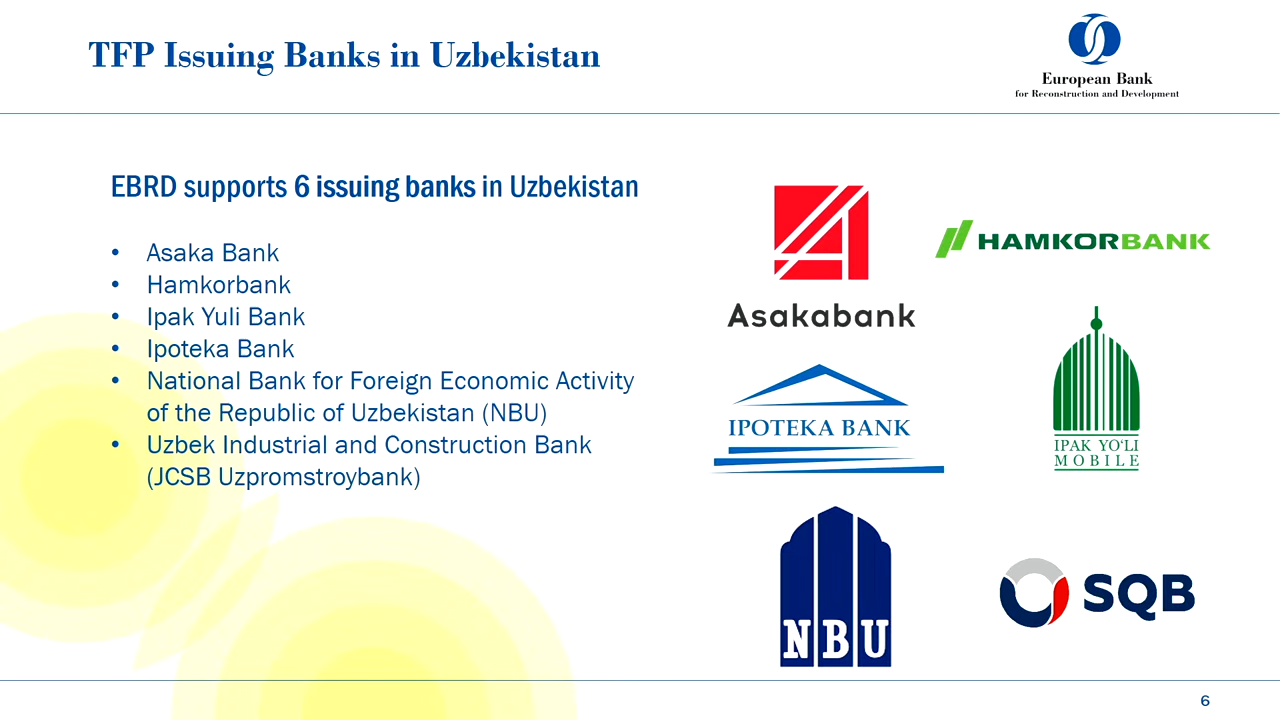 TFP Issuing Banks in Uzbekistan
European Bank
for Reconstruction and Development
EBRD supports 6 issuing banks in Uzbekistan
• Asaka Bank
• Hamkorbank
• Ipak Yuli Bank
• Ipoteka Bank
• National Bank for Foreign Economic Activity
of the Republic of Uzbekistan (NBU)
• Uzbek Industrial and Construction Bank
(JCSB Uzpromstroybank)
Asakabank
HAMKORBANK
IPOTEKA BANK
IPAK YO‘LI
MOBILE
NBU
SQB
6